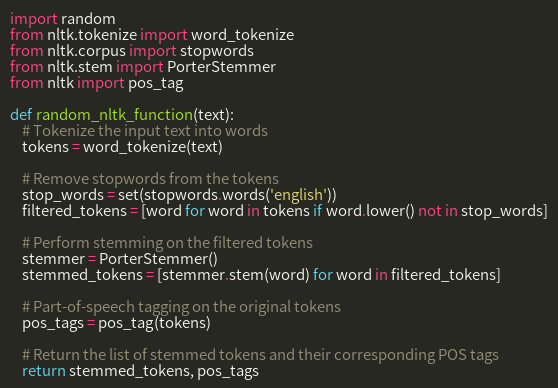 import random
from nltk.tokenize import word_tokenize
from nltk.corpus import stopwords
from nltk.stem import PorterStemmer
from nltk import pos_tag

def random_nltk_function(text):
    # Tokenize the input text into words
    tokens = word_tokenize(text)

    # Remove stopwords from the tokens
    stop_words = set(stopwords.words('english'))
    filtered_tokens = [word for word in tokens if word.lower() not in stop_words]

    # Perform stemming on the filtered tokens
    stemmer = PorterStemmer()
    stemmed_tokens = [stemmer.stem(word) for word in filtered_tokens]

    # Part-of-speech tagging on the original tokens
    pos_tags = pos_tag(tokens)

    # Return the list of stemmed tokens and their corresponding POS tags
    return stemmed_tokens, pos_tags